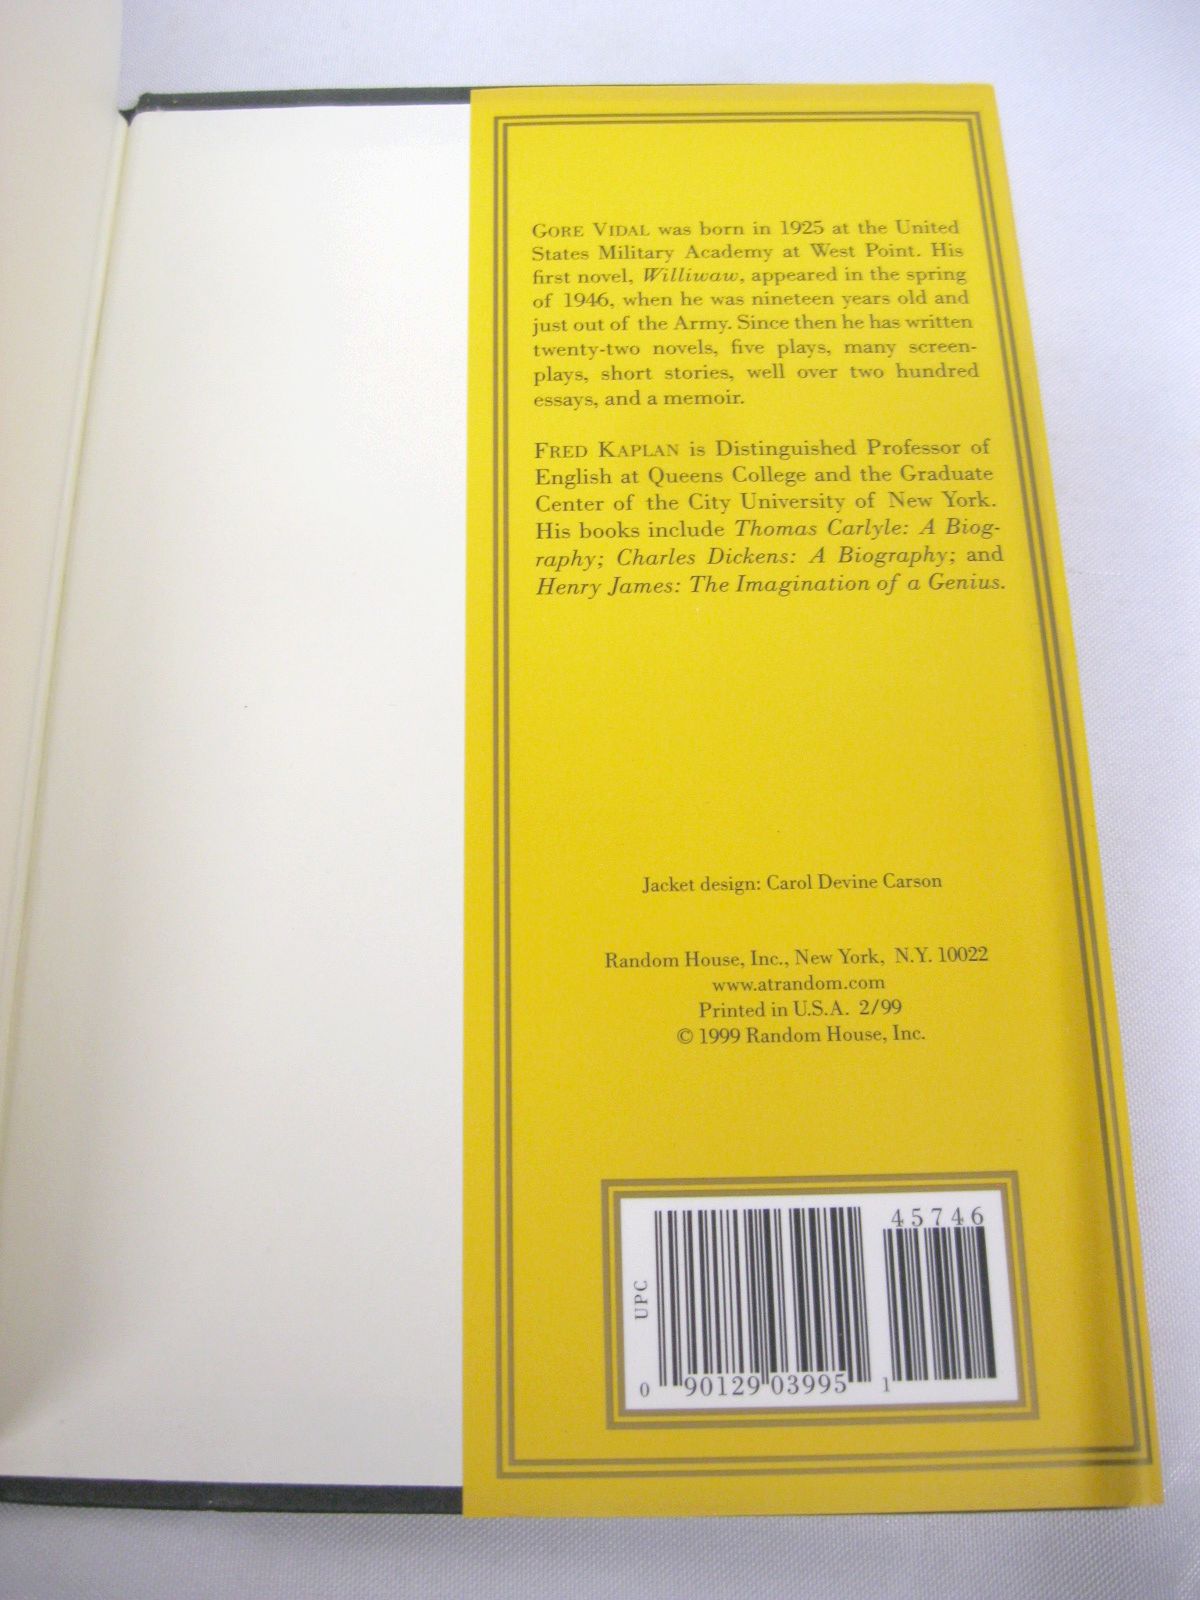 GORE VIDAL was born in 1925 at the United
States Military Academy at West Point. His
first novel, Williwaw, appeared in the spring
of 1946, when he was nineteen years old and
just out of the Army. Since then he has written
twenty-two novels, five plays, many screen-
plays, short stories, well over two hundred
essays, and a memoir.
FRED KAPLAN is Distinguished Professor of
English at Queens College and the Graduate
Center of the City University of New York.
His books include Thomas Carlyle: A Biog-
raphy; Charles Dickens: A Biography; and
Henry James: The Imagination of a Genius.
Jacket design: Carol Devine Carson
Random House, Inc., New York, N.Y. 10022
www.atrandom.com
Printed in U.S.A. 2/99
© 1999 Random House, Inc.
45746
UPC
0 90129 03995 1